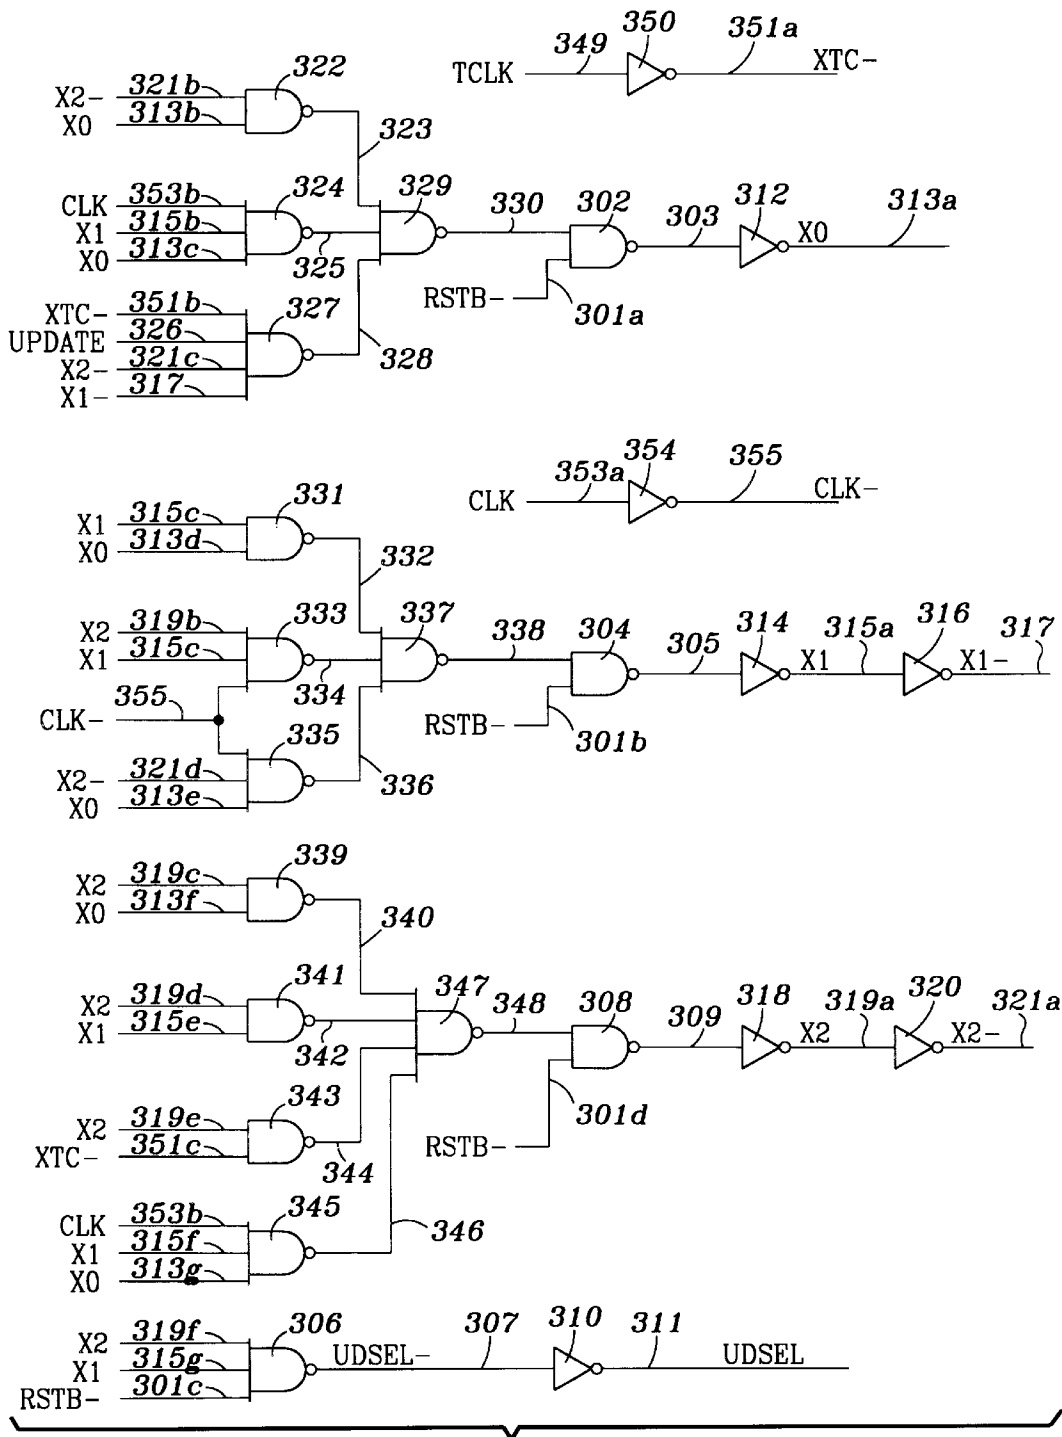 350
351a
349
TCLK
XTC-
322
321b
X2-
313b
X0
323
353b
CLK
324
329
315b
X1
330
302
312
313a
313c
X0
325
303
X0
RSTB-
301a
351b
XTC-
327
326
UPDATE
321c
X2-
328
317
X1-
354
353a
355
CLK
CLK-
331
315c
X1
313d
X0
332
333
337
319b
X2
338
304
314
315a
316
317
315c
X1
334
305
X1
X1-
355
CLK-
335
RSTB-
301b
321d
X2-
336
313e
X0
339
319c
X2
313f
X0
340
341
347
319d
X2
348
308
318
319a
320
321a
315e
X1
342
309
X2
X2-
343
301d
319e
X2
351c
XTC-
344
RSTB-
345
353b
CLK
346
315f
X1
313g
X0
306
310
319f
X2
UDSEL-
307
311
UDSEL
315g
X1
301c
RSTB-